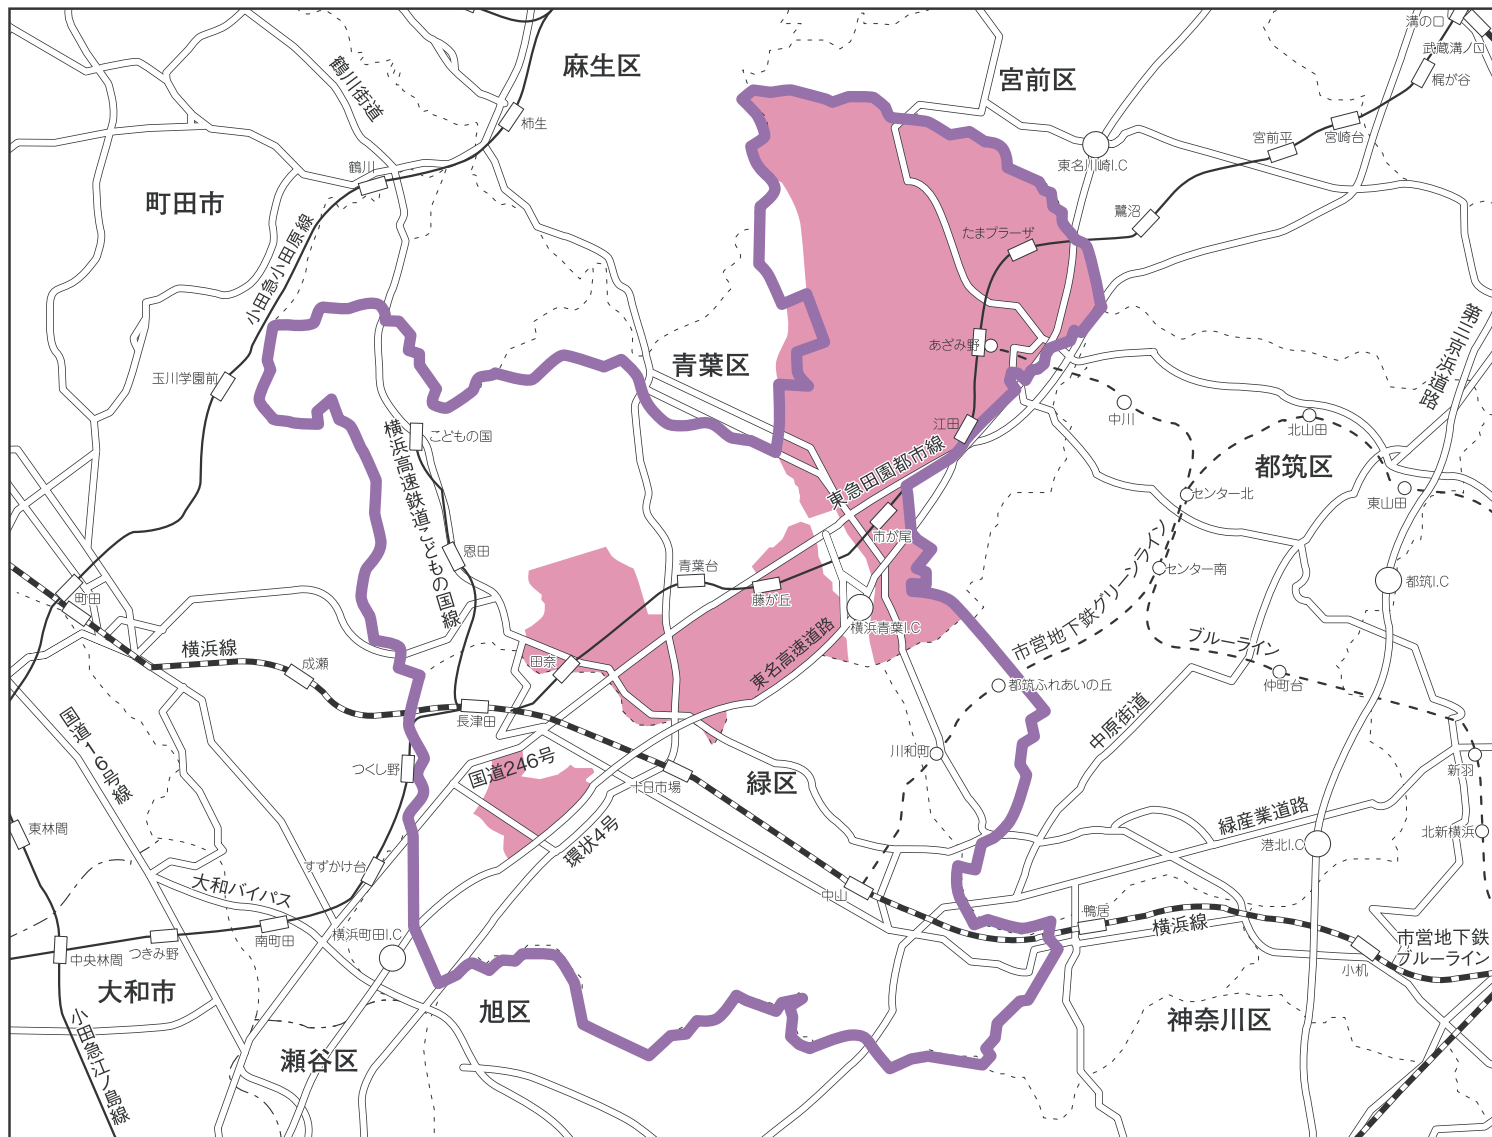 溝の口
武蔵溝ノ口
梶が谷
麻生区
宮前区
鶴川街道
柿生
宮前平
宮崎台
東名川崎I.C
鶴川
町田市
鷺沼
たまプラーザ
小田急小田原線
第三京浜道路
あざみ野
青葉区
玉川学園前
中川
北山田
江田
こどもの国
横浜高速鉄道こどもの国線
東急田園都市線
都筑区
センター北
東山田
市が尾
恩田
青葉台
センター南
都筑I.C
町田
藤が丘
市営地下鉄グリーンライン
横浜青葉I.C
ブルーライン
横浜線
成瀬
田奈
東名高速道路
都筑ふれあいの丘
仲町台
国道16号線
長津田
中原街道
川和町
つくし野
国道246号
十日市場
緑区
新羽
東林間
環状4号
緑産業道路
北新横浜
港北I.C
すずかけ台
大和バイパス
中山
鴨居
横浜線
南町田
横浜町田I.C
市営地下鉄
ブルーライン
中央林間
つきみ野
小机
大和市
旭区
神奈川区
小田急江ノ島線
瀬谷区